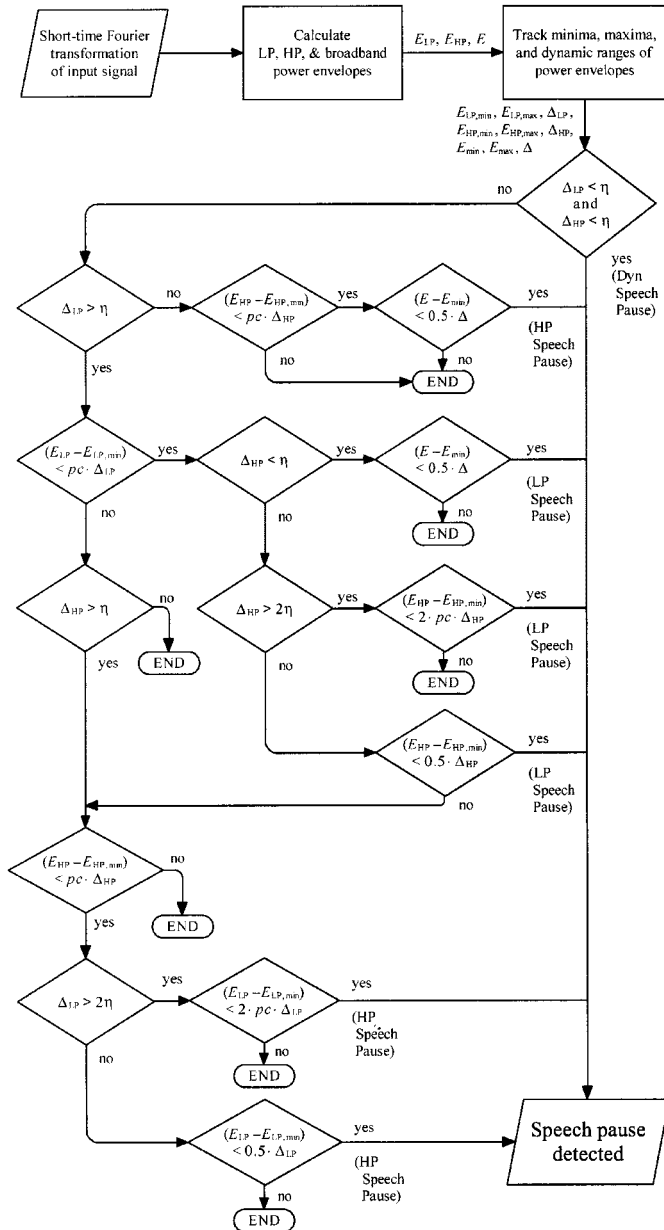 Short-time Fourier
transformation
of input signal
Calculate
LP, HP, & broadband
power envelopes
E_LP, E_HP, E
Track minima, maxima,
and dynamic ranges of
power envelopes
E_LP,min, E_LP,max, Δ_LP,
E_HP,min, E_HP,max, Δ_HP,
E_min, E_max, Δ
no
Δ_LP < η
and
Δ_HP < η
yes
(Dyn
Speech
Pause)
Δ_LP > η
no
(E_HP − E_HP,min)
< pc · Δ_HP
yes
(E − E_min)
< 0.5 · Δ
yes
(HP
Speech
Pause)
no
no
END
yes
(E_LP − E_LP,min)
< pc · Δ_LP
yes
Δ_HP < η
yes
(E − E_min)
< 0.5 · Δ
yes
(LP
Speech
Pause)
no
no
no
END
Δ_HP > η
no
END
yes
Δ_HP > 2η
yes
(E_HP − E_HP,min)
< 2 · pc · Δ_HP
yes
(LP
Speech
Pause)
no
END
no
(E_HP − E_HP,min)
< 0.5 · Δ_HP
yes
(LP
Speech
Pause)
no
(E_HP − E_HP,min)
< pc · Δ_HP
no
END
yes
Δ_LP > 2η
yes
(E_LP − E_LP,min)
< 2 · pc · Δ_LP
yes
(HP
Speech
Pause)
no
END
no
(E_LP − E_LP,min)
< 0.5 · Δ_LP
yes
(HP
Speech
Pause)
no
END
Speech pause
detected